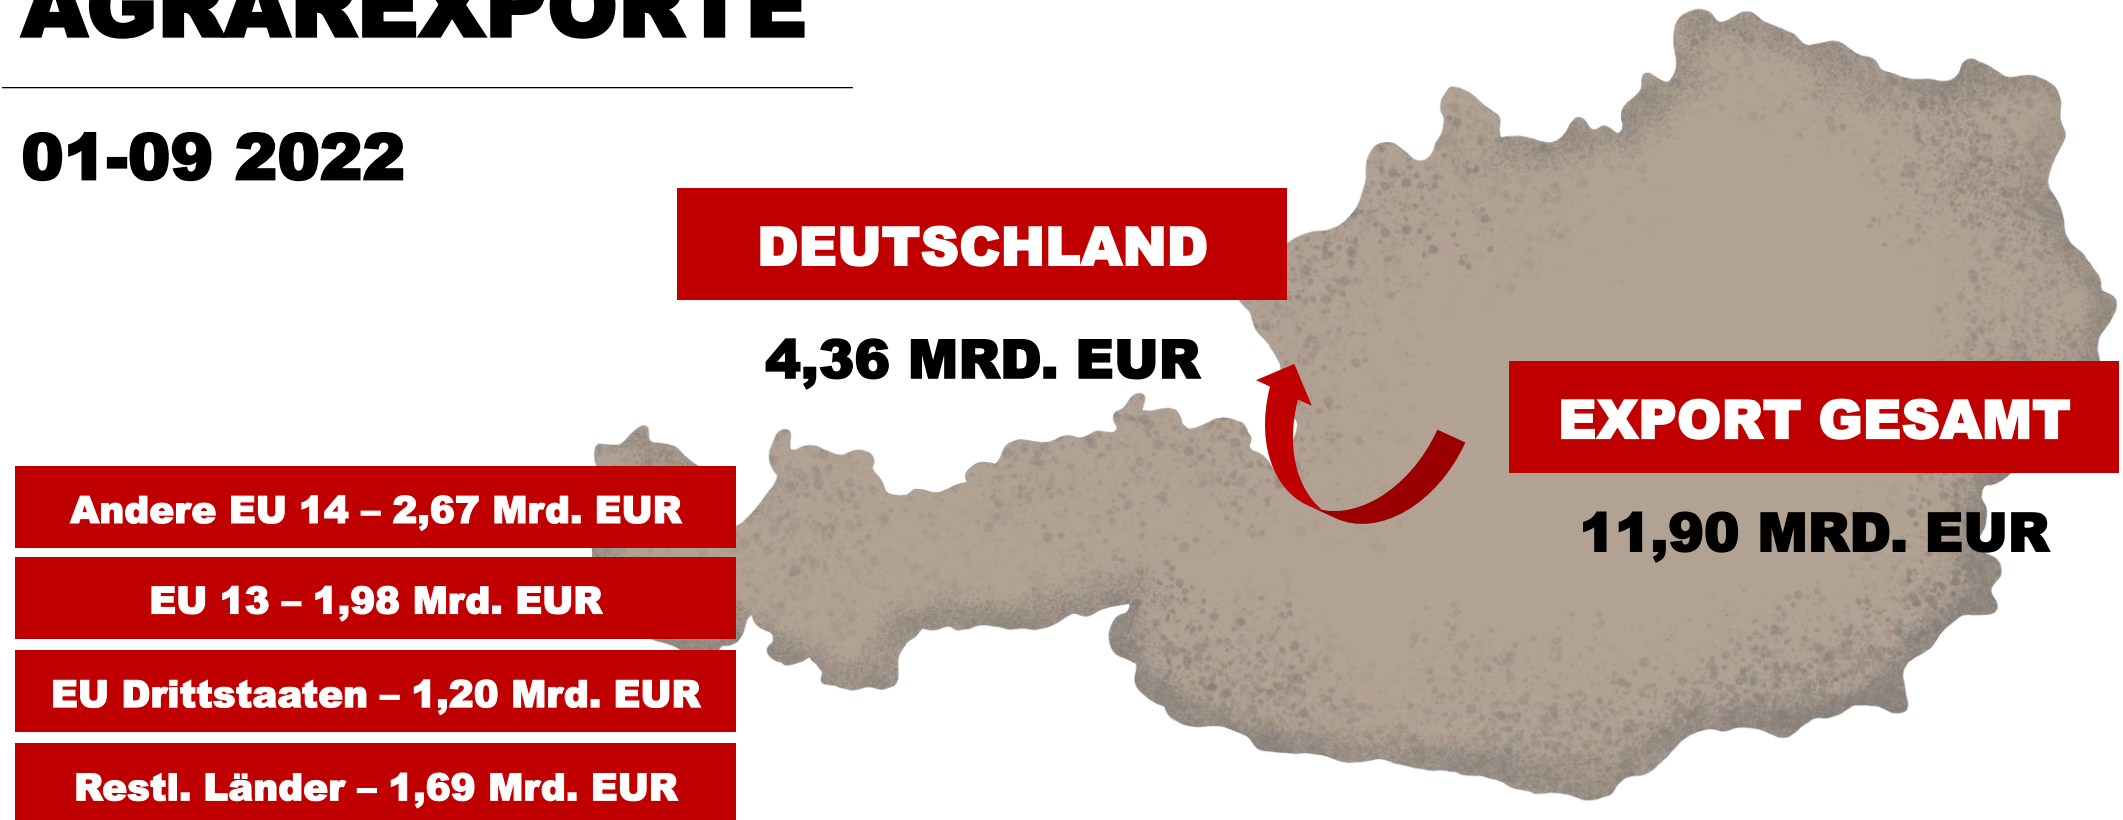 AGRAREXPORTE
01-09 2022
DEUTSCHLAND
4,36 MRD. EUR
EXPORT GESAMT
11,90 MRD. EUR
Andere EU 14 – 2,67 Mrd. EUR
EU 13 – 1,98 Mrd. EUR
EU Drittstaaten – 1,20 Mrd. EUR
Restl. Länder – 1,69 Mrd. EUR